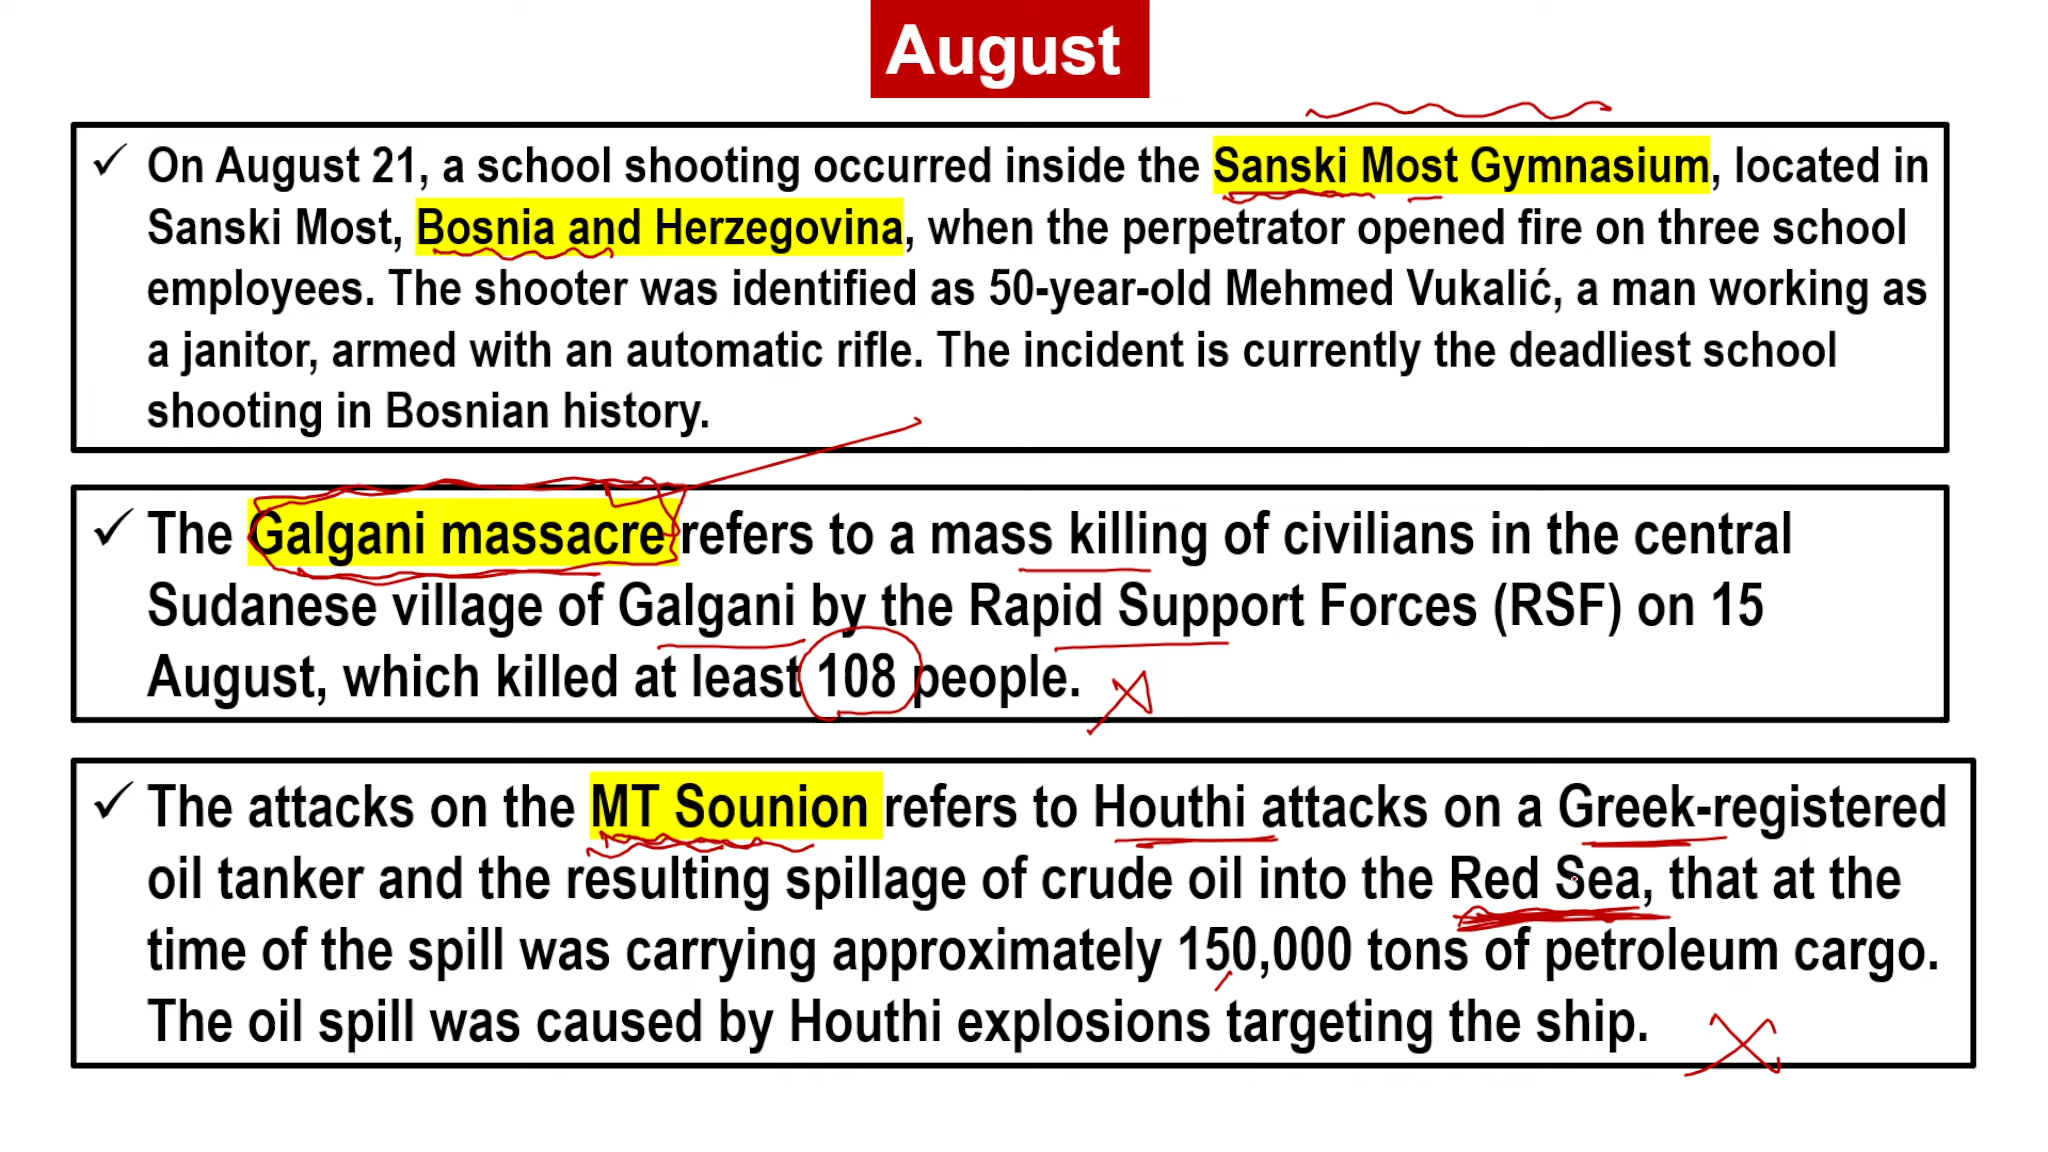 August
✓ On August 21, a school shooting occurred inside the Sanski Most Gymnasium, located in
Sanski Most, Bosnia and Herzegovina, when the perpetrator opened fire on three school
employees. The shooter was identified as 50-year-old Mehmed Vukalić, a man working as
a janitor, armed with an automatic rifle. The incident is currently the deadliest school
shooting in Bosnian history.
✓ The Galgani massacre refers to a mass killing of civilians in the central
Sudanese village of Galgani by the Rapid Support Forces (RSF) on 15
August, which killed at least 108 people.
✓ The attacks on the MT Sounion refers to Houthi attacks on a Greek-registered
oil tanker and the resulting spillage of crude oil into the Red Sea, that at the
time of the spill was carrying approximately 150,000 tons of petroleum cargo.
The oil spill was caused by Houthi explosions targeting the ship.